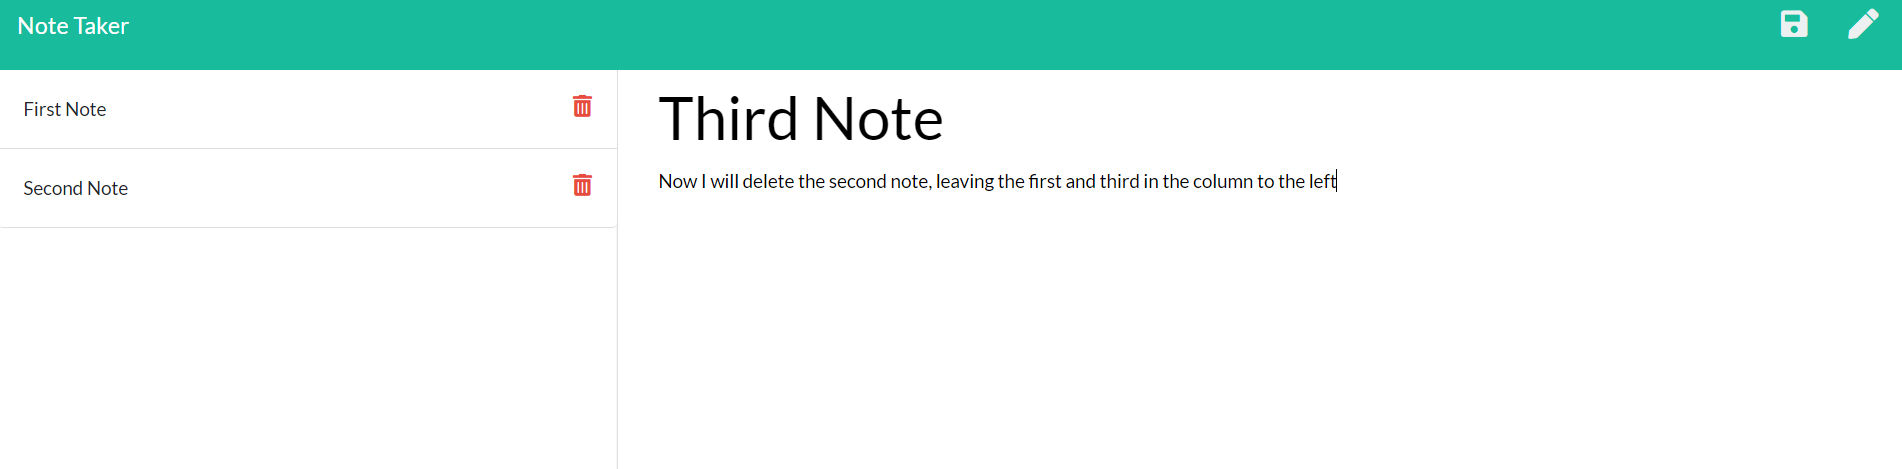 Note Taker
First Note
Second Note
Third Note
Now I will delete the second note, leaving the first and third in the column to the left